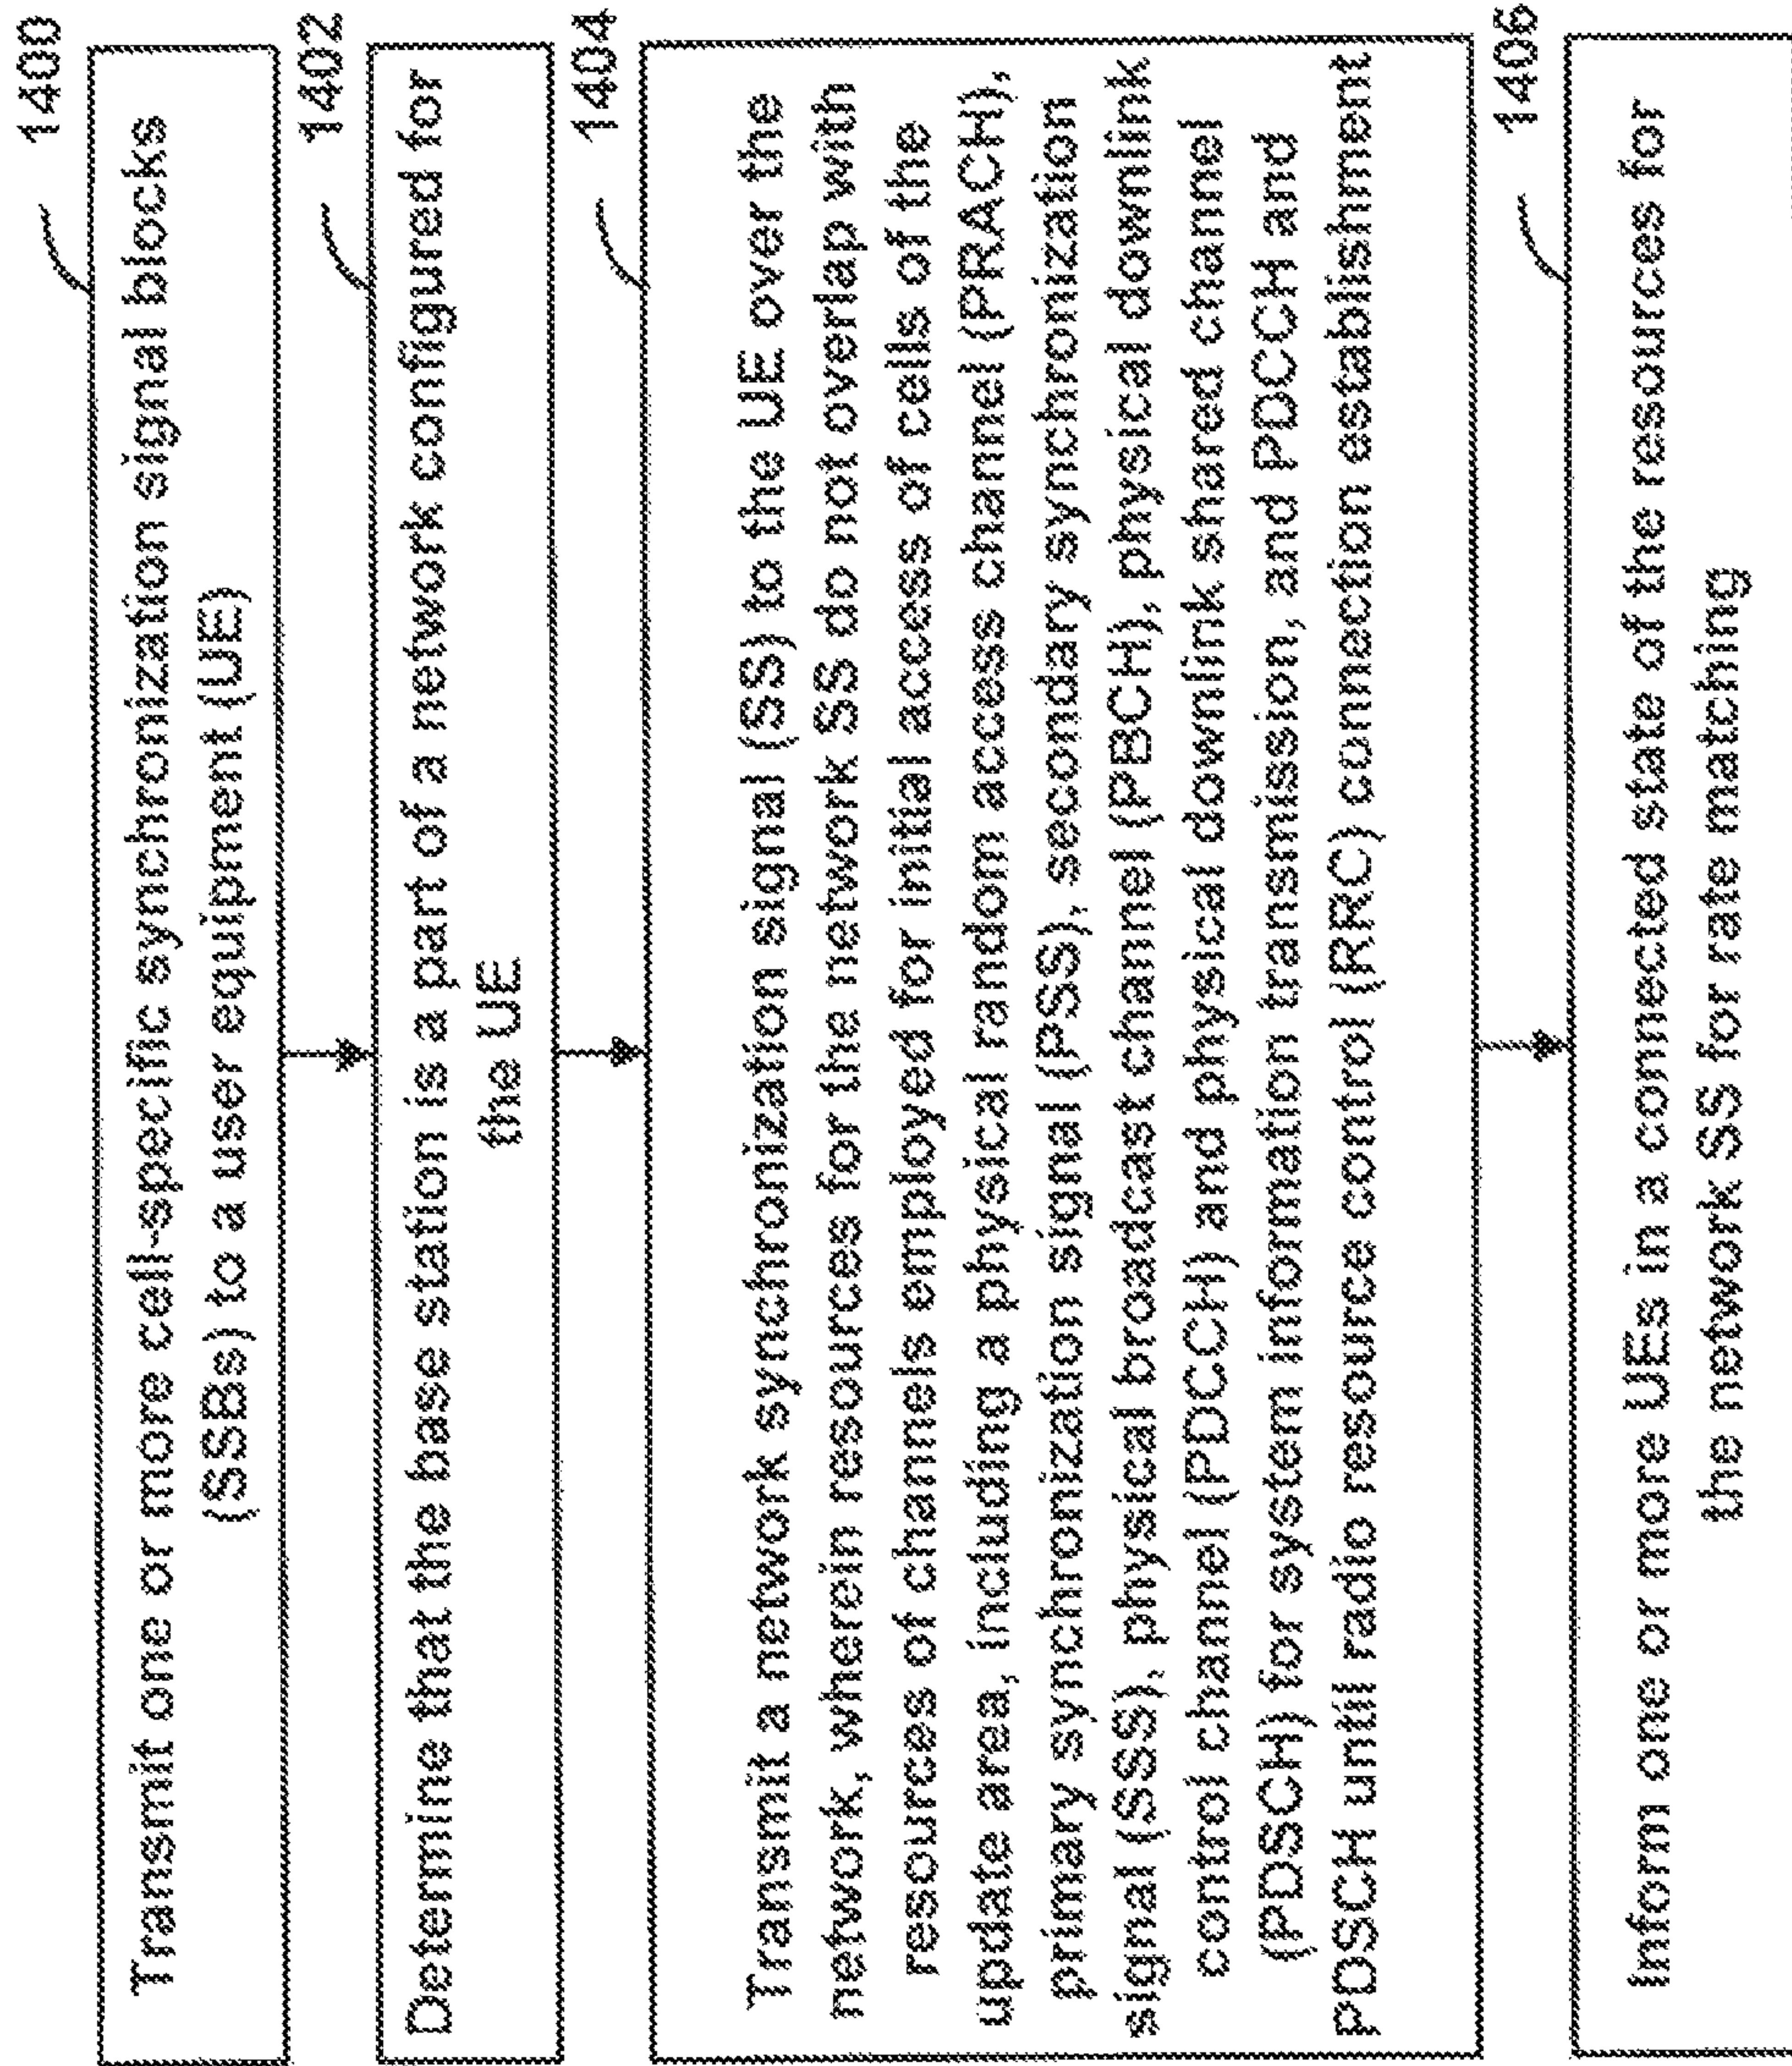 1400
Transmit one or more cell-specific synchronization signal blocks
(SSBs) to a user equipment (UE)
1402
Determine that the base station is a part of a network configured for
the UE
1404
Transmit a network synchronization signal (SS) to the UE over the
network, wherein resources for the network SS do not overlap with
resources of channels employed for initial access of cells of the
update area, including a physical random access channel (PRACH),
primary synchronization signal (PSS), secondary synchronization
signal (SSS), physical broadcast channel (PBCH), physical downlink
control channel (PDCCH) and physical downlink shared channel
(PDSCH) for system information transmission, and PDCCH and
PDSCH until radio resource control (RRC) connection establishment
1406
Inform one or more UEs in a connected state of the resources for
the network SS for rate matching